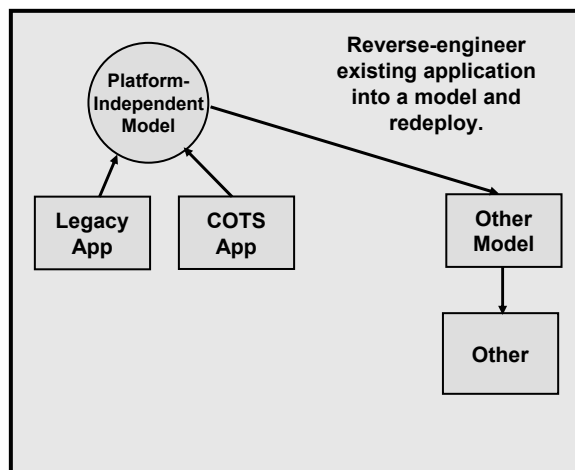 Reverse-engineer
existing application
into a model and
redeploy.
Platform-
Independent
Model
Legacy
App
COTS
App
Other
Model
Other